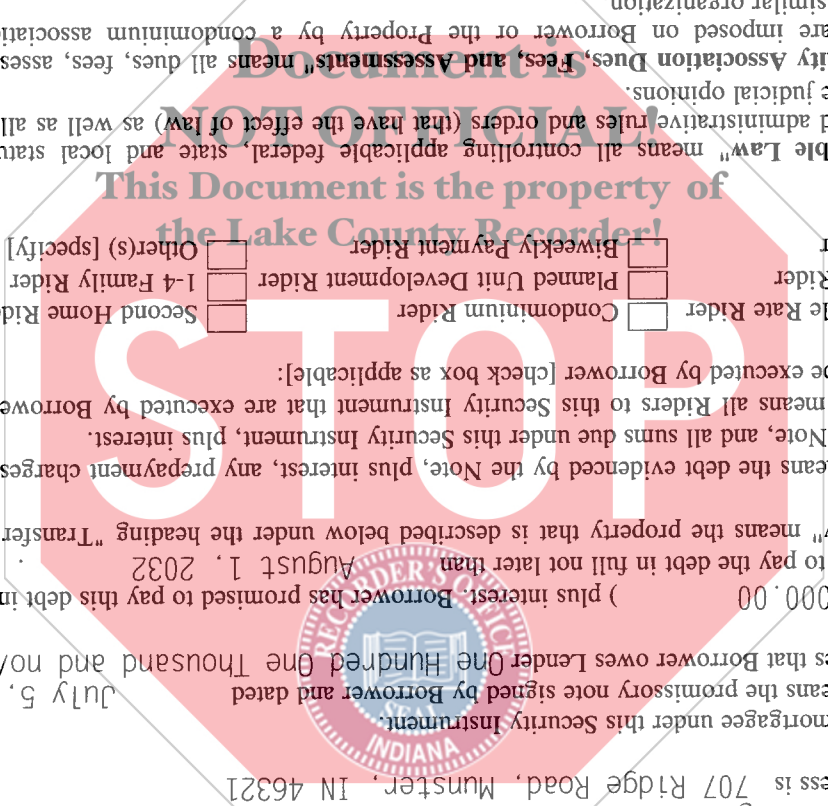 ess is 707 Ridge Road, Munster, IN 46321
mortgagee under this Security Instrument.
eans the promissory note signed by Borrower and dated July 5,
es that Borrower owes Lender One Hundred One Thousand and no/
000.00 ) plus interest. Borrower has promised to pay this debt in
to pay the debt in full not later than August 1, 2032 .
y" means the property that is described below under the heading "Transfer
eans the debt evidenced by the Note, plus interest, any prepayment charges
Note, and all sums due under this Security Instrument, plus interest.
means all Riders to this Security Instrument that are executed by Borrowe
be executed by Borrower [check box as applicable]:
le Rate Rider Condominium Rider Second Home Rid
Rider Planned Unit Development Rider 1-4 Family Rider
r Biweekly Payment Rider Other(s) [specify]
ble Law" means all controlling applicable federal, state and local statu
d administrative rules and orders (that have the effect of law) as well as all
e judicial opinions.
ity Association Dues, Fees, and Assessments" means all dues, fees, asses
are imposed on Borrower or the Property by a condominium associati
similar organization
Document is
NOT OFFICIAL!
This Document is the property of
the Lake County Recorder!
STOP
RECORDER'S OFFICE
SEAL
INDIANA